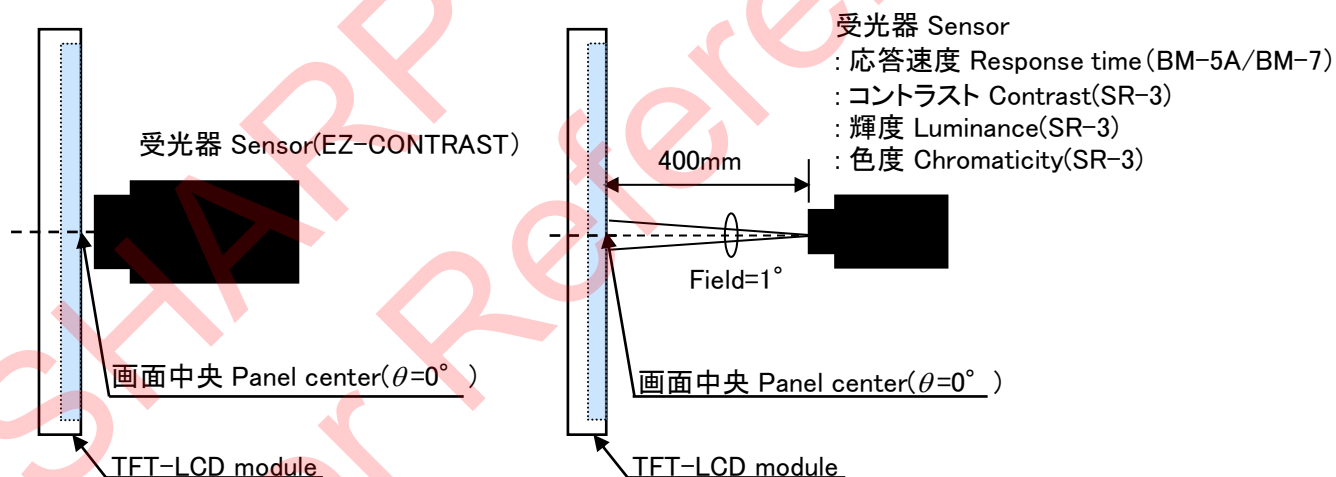 受光器 Sensor(EZ-CONTRAST)
画面中央 Panel center(θ=0° )
TFT-LCD module
受光器 Sensor
: 応答速度 Response time(BM-5A/BM-7)
: コントラスト Contrast(SR-3)
: 輝度 Luminance(SR-3)
: 色度 Chromaticity(SR-3)
400mm
Field=1°
画面中央 Panel center(θ=0° )
TFT-LCD module
SHARP
r Refere